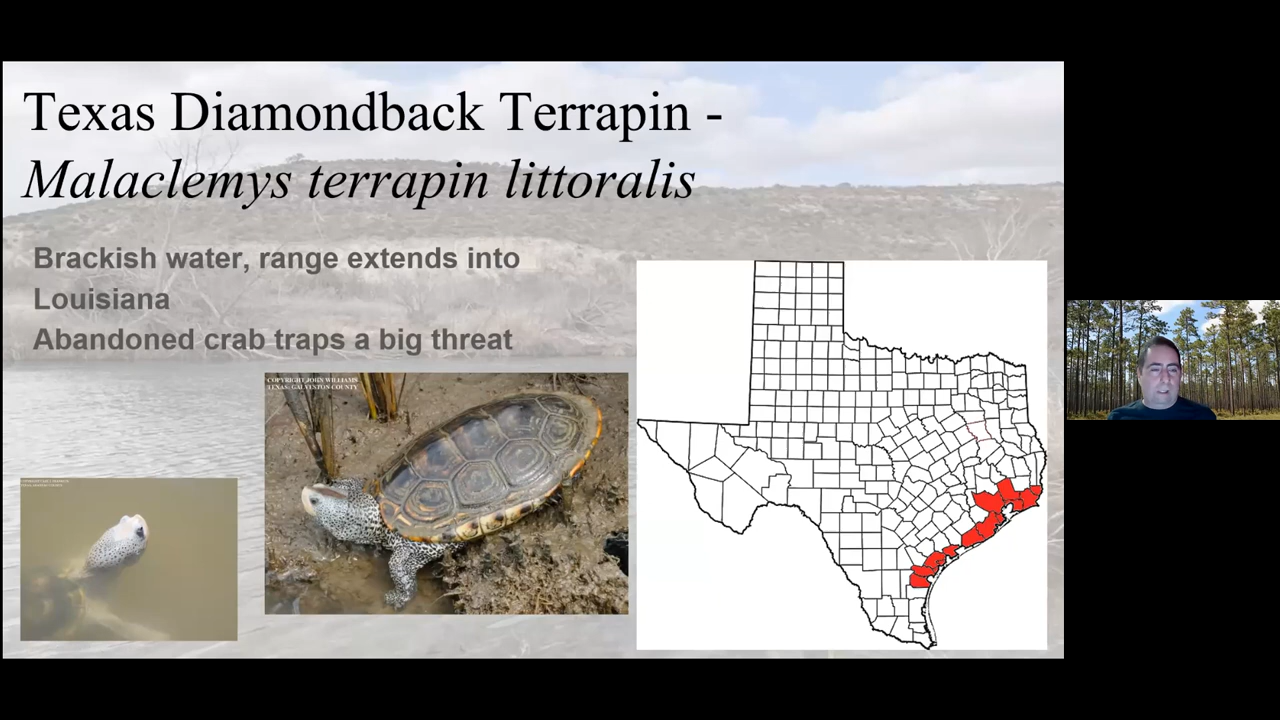 Texas Diamondback Terrapin -
Malaclemys terrapin littoralis
Brackish water, range extends into
Louisiana
Abandoned crab traps a big threat
COPYRIGHT JOHN WILLIAMS
TEXAS: GALVESTON COUNTY